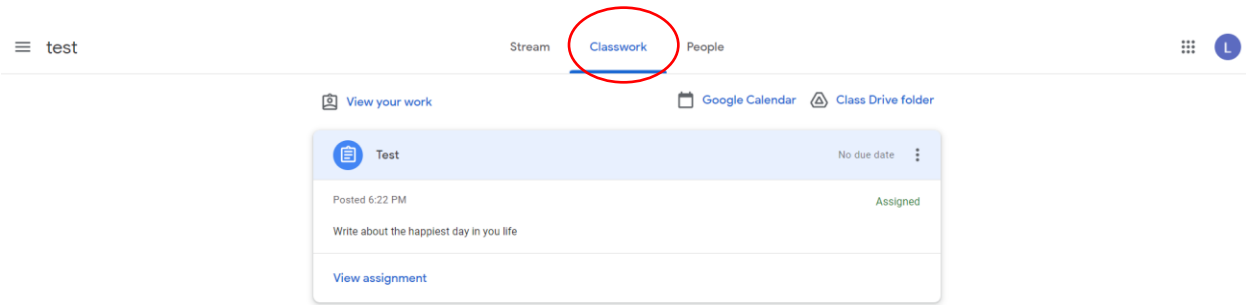 test
Stream Classwork People
L
View your work
Google Calendar Class Drive folder
Test
No due date
Posted 6:22 PM
Assigned
Write about the happiest day in you life
View assignment